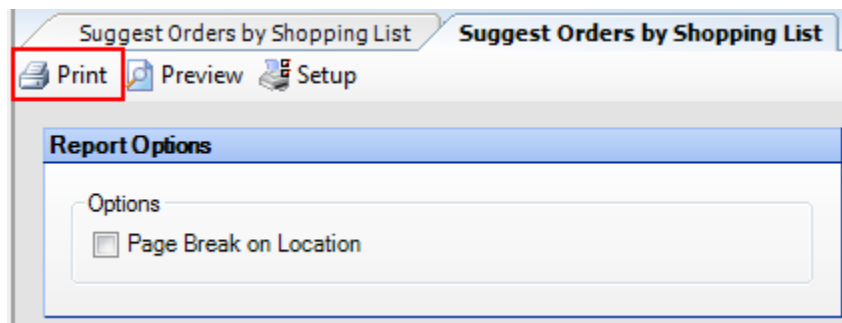 Suggest Orders by Shopping List Suggest Orders by Shopping List
Print Preview Setup
Report Options
Options
Page Break on Location